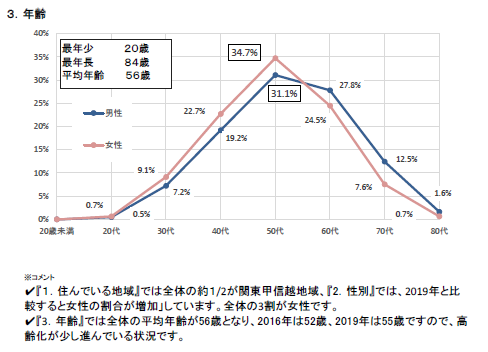 ３．年齢
40%
35%
30%
25%
20%
15%
10%
5%
0%
最年少　20歳
最年長　84歳
平均年齢　56歳
男性
女性
34.7%
31.1%
27.8%
22.7%
24.5%
19.2%
12.5%
9.1%
7.2%
7.6%
0.7%
0.5%
0.7%
1.6%
20歳未満 20代 30代 40代 50代 60代 70代 80代
※コメント
✔『１．住んでいる地域』では全体の約1/2が関東甲信越地域、『２．性別』では、2019年と比
較すると女性の割合が増加」しています。全体の３割が女性です。
✔『３．年齢』では全体の平均年齢が56歳となり、2016年は52歳、2019年は55歳ですので、高
齢化が少し進んでいる状況です。